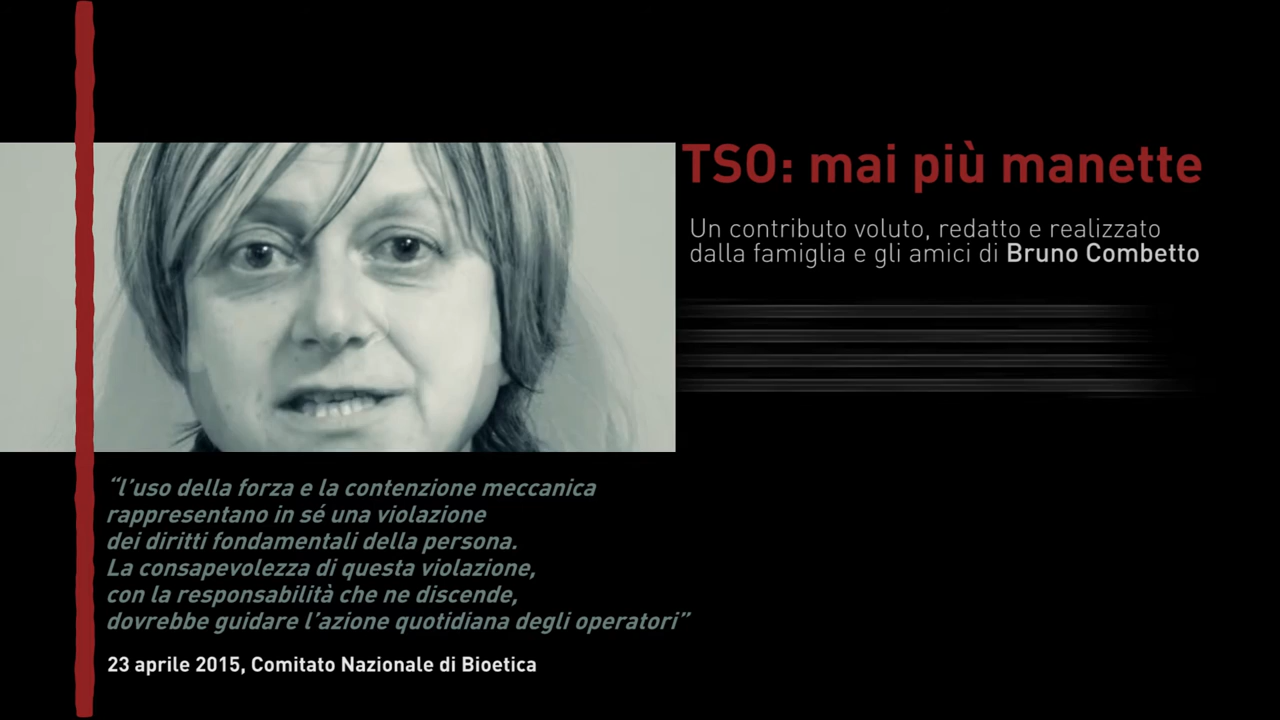 TSO: mai più manette
Un contributo voluto, redatto e realizzato
dalla famiglia e gli amici di Bruno Combetto
“l’uso della forza e la contenzione meccanica
rappresentano in sé una violazione
dei diritti fondamentali della persona.
La consapevolezza di questa violazione,
con la responsabilità che ne discende,
dovrebbe guidare l’azione quotidiana degli operatori”
23 aprile 2015, Comitato Nazionale di Bioetica